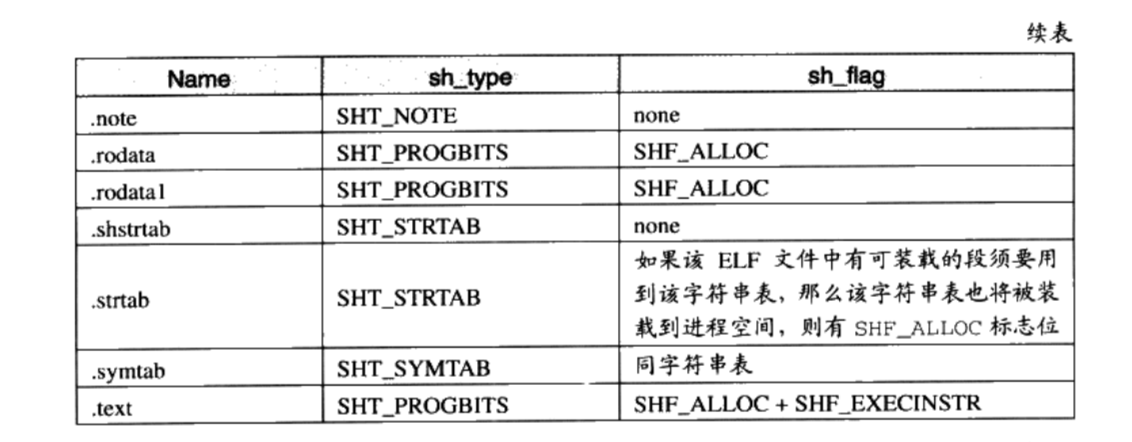 续表
Name sh_type sh_flag
.note SHT_NOTE none
.rodata SHT_PROGBITS SHF_ALLOC
.rodata1 SHT_PROGBITS SHF_ALLOC
.shstrtab SHT_STRTAB none
.strtab SHT_STRTAB 如果该 ELF 文件中有可装载的段须要用
到该字符串表，那么该字符串表也将被装
载到进程空间，则有 SHF_ALLOC 标志位
.symtab SHT_SYMTAB 同字符串表
.text SHT_PROGBITS SHF_ALLOC + SHF_EXECINSTR